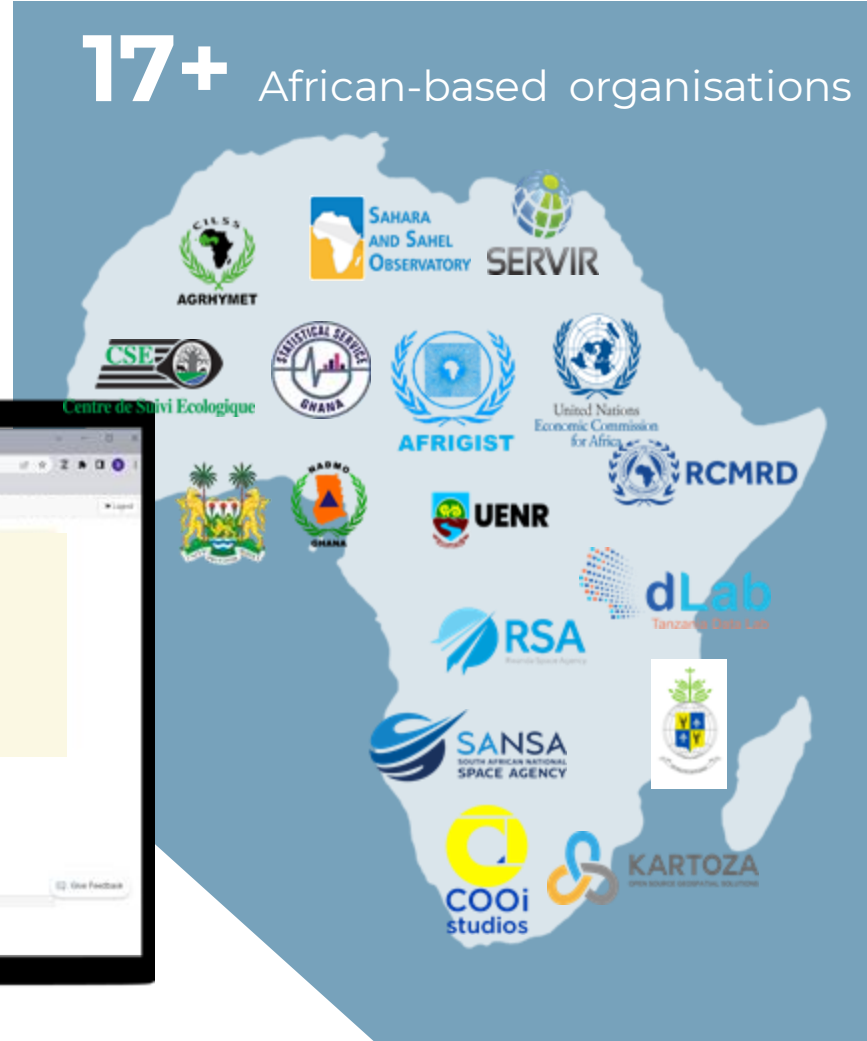 17+ African-based organisations
CILSS
AGRHYMET
SAHARA
AND SAHEL
OBSERVATORY
SERVIR
CSE
Centre de Suivi Ecologique
STATISTICAL SERVICE
GHANA
AFRIGIST
United Nations
Economic Commission
for Africa
RCMRD
NADMO
GHANA
UENR
dLab
Tanzania Data Lab
RSA
Rwanda Space Agency
SANSA
SOUTH AFRICAN NATIONAL
SPACE AGENCY
COOi
studios
KARTOZA
OPEN SOURCE GEOSPATIAL SOLUTIONS
Logout
Give Feedback